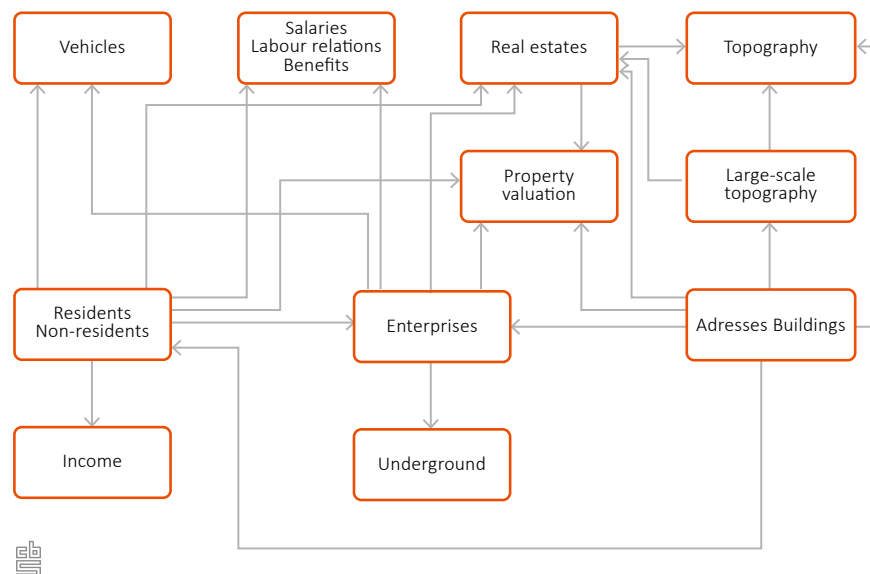 Vehicles
Salaries
Labour relations
Benefits
Real estates
Topography
Property
valuation
Large-scale
topography
Residents
Non-residents
Enterprises
Adresses Buildings
Income
Underground
cb